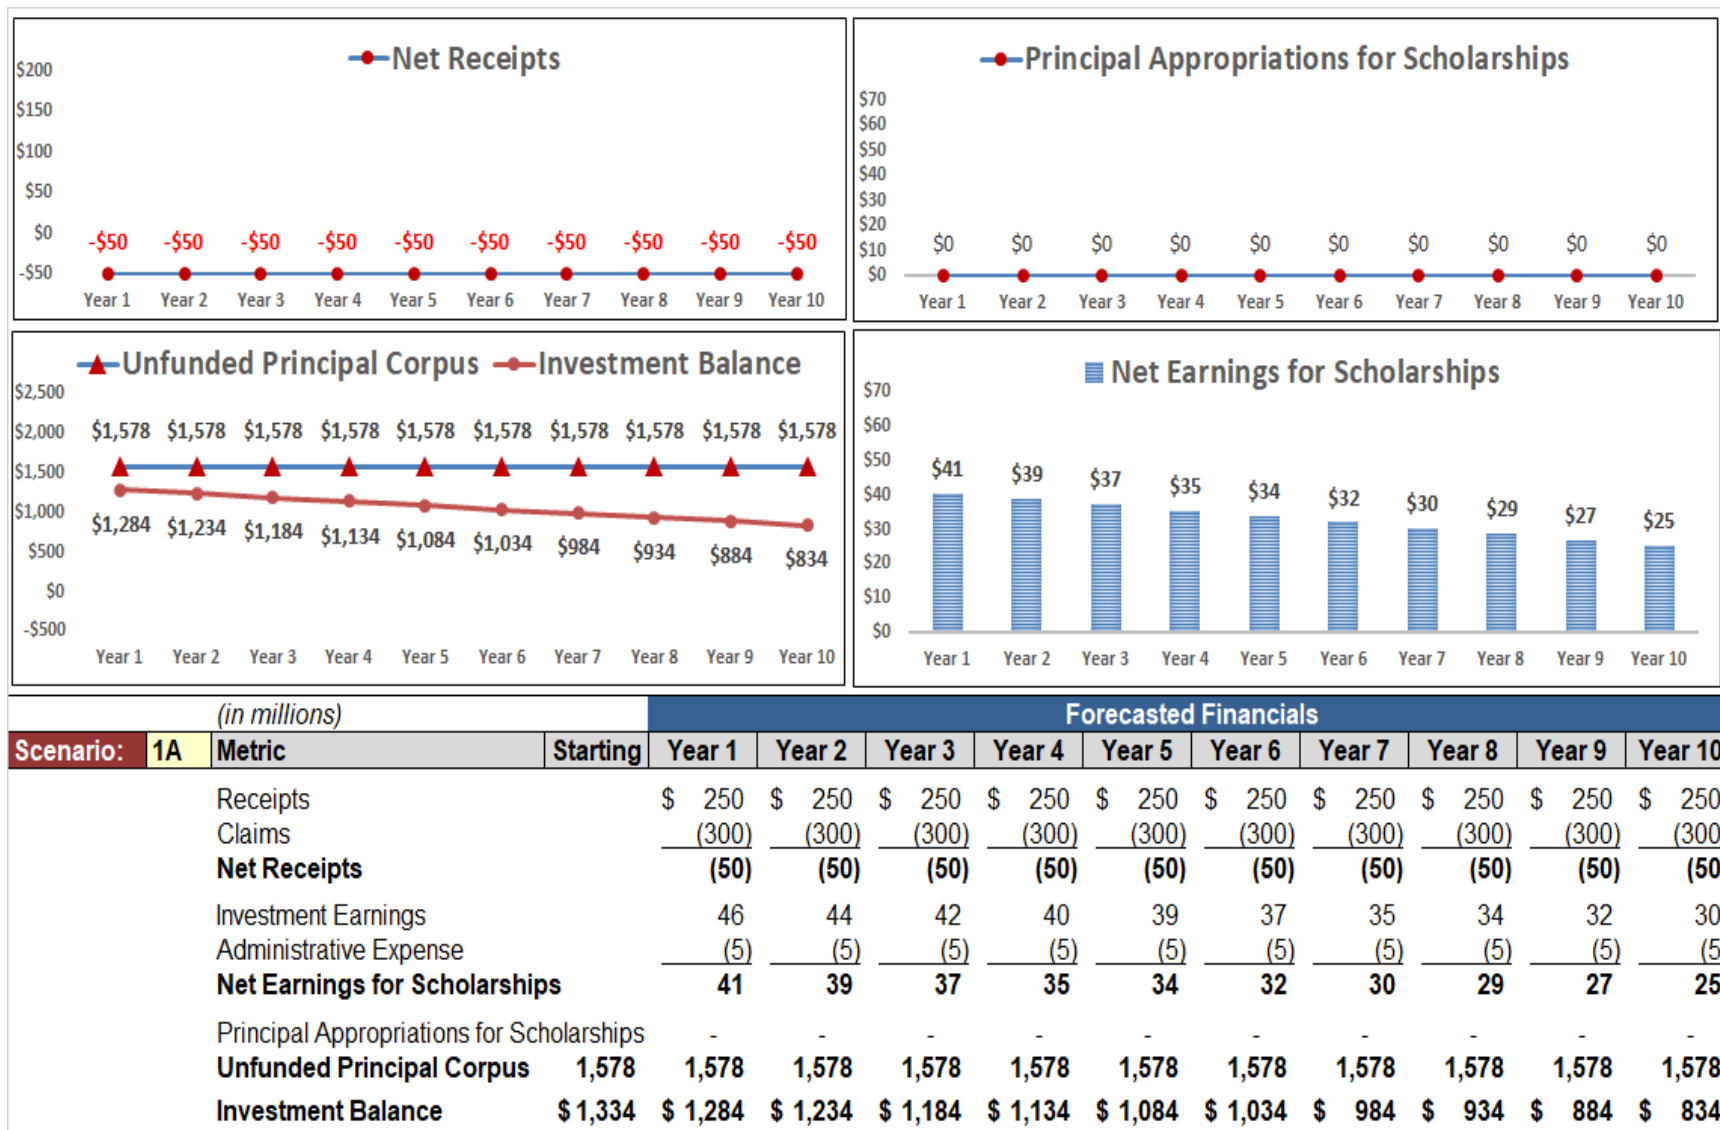 Net Receipts
$200
$150
$100
$50
$0
-$50
-$50 -$50 -$50 -$50 -$50 -$50 -$50 -$50 -$50 -$50
Year 1 Year 2 Year 3 Year 4 Year 5 Year 6 Year 7 Year 8 Year 9 Year 10
Principal Appropriations for Scholarships
$70
$60
$50
$40
$30
$20
$10
$0
$0 $0 $0 $0 $0 $0 $0 $0 $0 $0
Year 1 Year 2 Year 3 Year 4 Year 5 Year 6 Year 7 Year 8 Year 9 Year 10
Unfunded Principal Corpus Investment Balance
$2,500
$2,000
$1,500
$1,000
$500
$0
-$500
$1,578 $1,578 $1,578 $1,578 $1,578 $1,578 $1,578 $1,578 $1,578 $1,578
$1,284 $1,234 $1,184 $1,134 $1,084 $1,034 $984 $934 $884 $834
Year 1 Year 2 Year 3 Year 4 Year 5 Year 6 Year 7 Year 8 Year 9 Year 10
Net Earnings for Scholarships
$70
$60
$50
$40
$30
$20
$10
$0
$41 $39 $37 $35 $34 $32 $30 $29 $27 $25
Year 1 Year 2 Year 3 Year 4 Year 5 Year 6 Year 7 Year 8 Year 9 Year 10
(in millions) Forecasted Financials
Scenario: 1A Metric Starting Year 1 Year 2 Year 3 Year 4 Year 5 Year 6 Year 7 Year 8 Year 9 Year 10
Receipts $ 250 $ 250 $ 250 $ 250 $ 250 $ 250 $ 250 $ 250 $ 250 $ 250
Claims (300) (300) (300) (300) (300) (300) (300) (300) (300) (300
Net Receipts (50) (50) (50) (50) (50) (50) (50) (50) (50) (50
Investment Earnings 46 44 42 40 39 37 35 34 32 30
Administrative Expense (5) (5) (5) (5) (5) (5) (5) (5) (5) (5
Net Earnings for Scholarships 41 39 37 35 34 32 30 29 27 25
Principal Appropriations for Scholarships - - - - - - - - - -
Unfunded Principal Corpus 1,578 1,578 1,578 1,578 1,578 1,578 1,578 1,578 1,578 1,578 1,578
Investment Balance $ 1,334 $ 1,284 $ 1,234 $ 1,184 $ 1,134 $ 1,084 $ 1,034 $ 984 $ 934 $ 884 $ 834